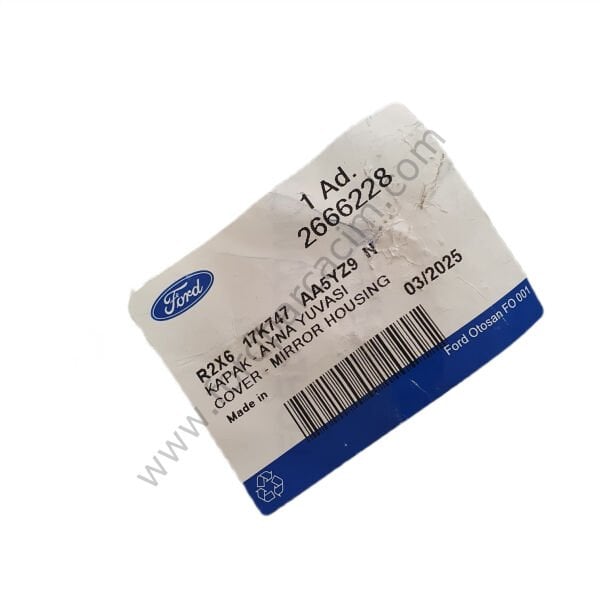 1 Ad.
2666228
Ford
R2X6 17K747 AA5YZ9 N
KAPAK - AYNA YUVASI
COVER - MIRROR HOUSING
Made in
03/2025
Ford Otosan FO 001